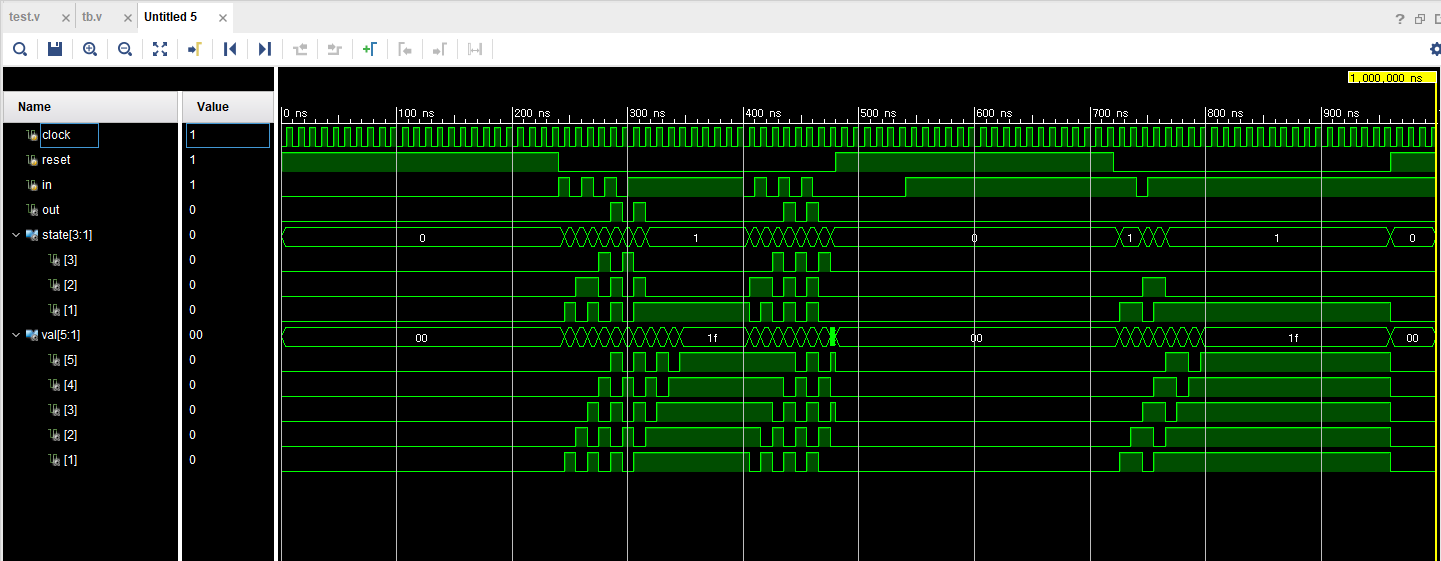 test.v × tb.v × Untitled 5 ×
?
1,000,000 ns
Name Value
0 ns 100 ns 200 ns 300 ns 400 ns 500 ns 600 ns 700 ns 800 ns 900 ns
clock 1
reset 1
in 1
out 0
state[3:1] 0 0 1 0 1 1 0
[3] 0
[2] 0
[1] 0
val[5:1] 00 00 1f 00 1f 00
[5] 0
[4] 0
[3] 0
[2] 0
[1] 0